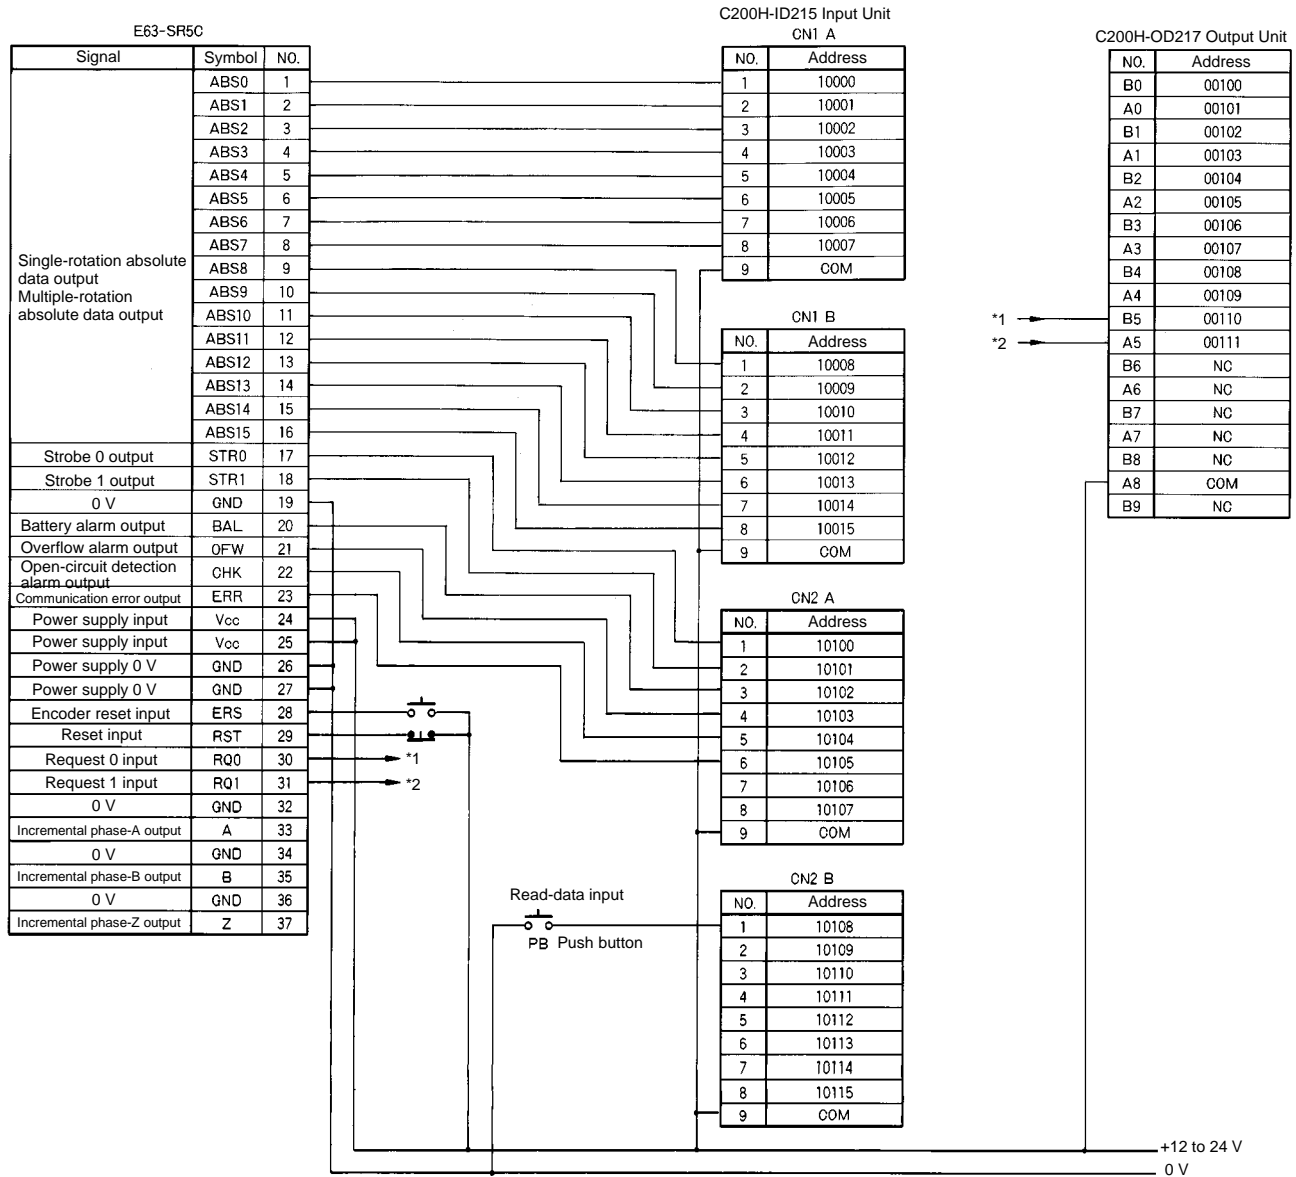 E63-SR5C
Signal Symbol NO.
ABS0 1
ABS1 2
ABS2 3
ABS3 4
ABS4 5
ABS5 6
ABS6 7
ABS7 8
Single-rotation absolute
data output
Multiple-rotation
absolute data output
ABS8 9
ABS9 10
ABS10 11
ABS11 12
ABS12 13
ABS13 14
ABS14 15
ABS15 16
Strobe 0 output STR0 17
Strobe 1 output STR1 18
0 V GND 19
Battery alarm output BAL 20
Overflow alarm output OFW 21
Open-circuit detection
alarm output CHK 22
Communication error output ERR 23
Power supply input Vcc 24
Power supply input Vcc 25
Power supply 0 V GND 26
Power supply 0 V GND 27
Encoder reset input ERS 28
Reset input RST 29
Request 0 input RQ0 30 *1
Request 1 input RQ1 31 *2
0 V GND 32
Incremental phase-A output A 33
0 V GND 34
Incremental phase-B output B 35
0 V GND 36
Incremental phase-Z output Z 37
C200H-ID215 Input Unit
CN1 A
NO. Address
1 10000
2 10001
3 10002
4 10003
5 10004
6 10005
7 10006
8 10007
9 COM
CN1 B
NO. Address
1 10008
2 10009
3 10010
4 10011
5 10012
6 10013
7 10014
8 10015
9 COM
CN2 A
NO. Address
1 10100
2 10101
3 10102
4 10103
5 10104
6 10105
7 10106
8 10107
9 COM
Read-data input
PB Push button
CN2 B
NO. Address
1 10108
2 10109
3 10110
4 10111
5 10112
6 10113
7 10114
8 10115
9 COM
C200H-OD217 Output Unit
NO. Address
B0 00100
A0 00101
B1 00102
A1 00103
B2 00104
A2 00105
B3 00106
A3 00107
B4 00108
A4 00109
*1 B5 00110
*2 A5 00111
B6 NC
A6 NC
B7 NC
A7 NC
B8 NC
A8 COM
B9 NC
+12 to 24 V
0 V